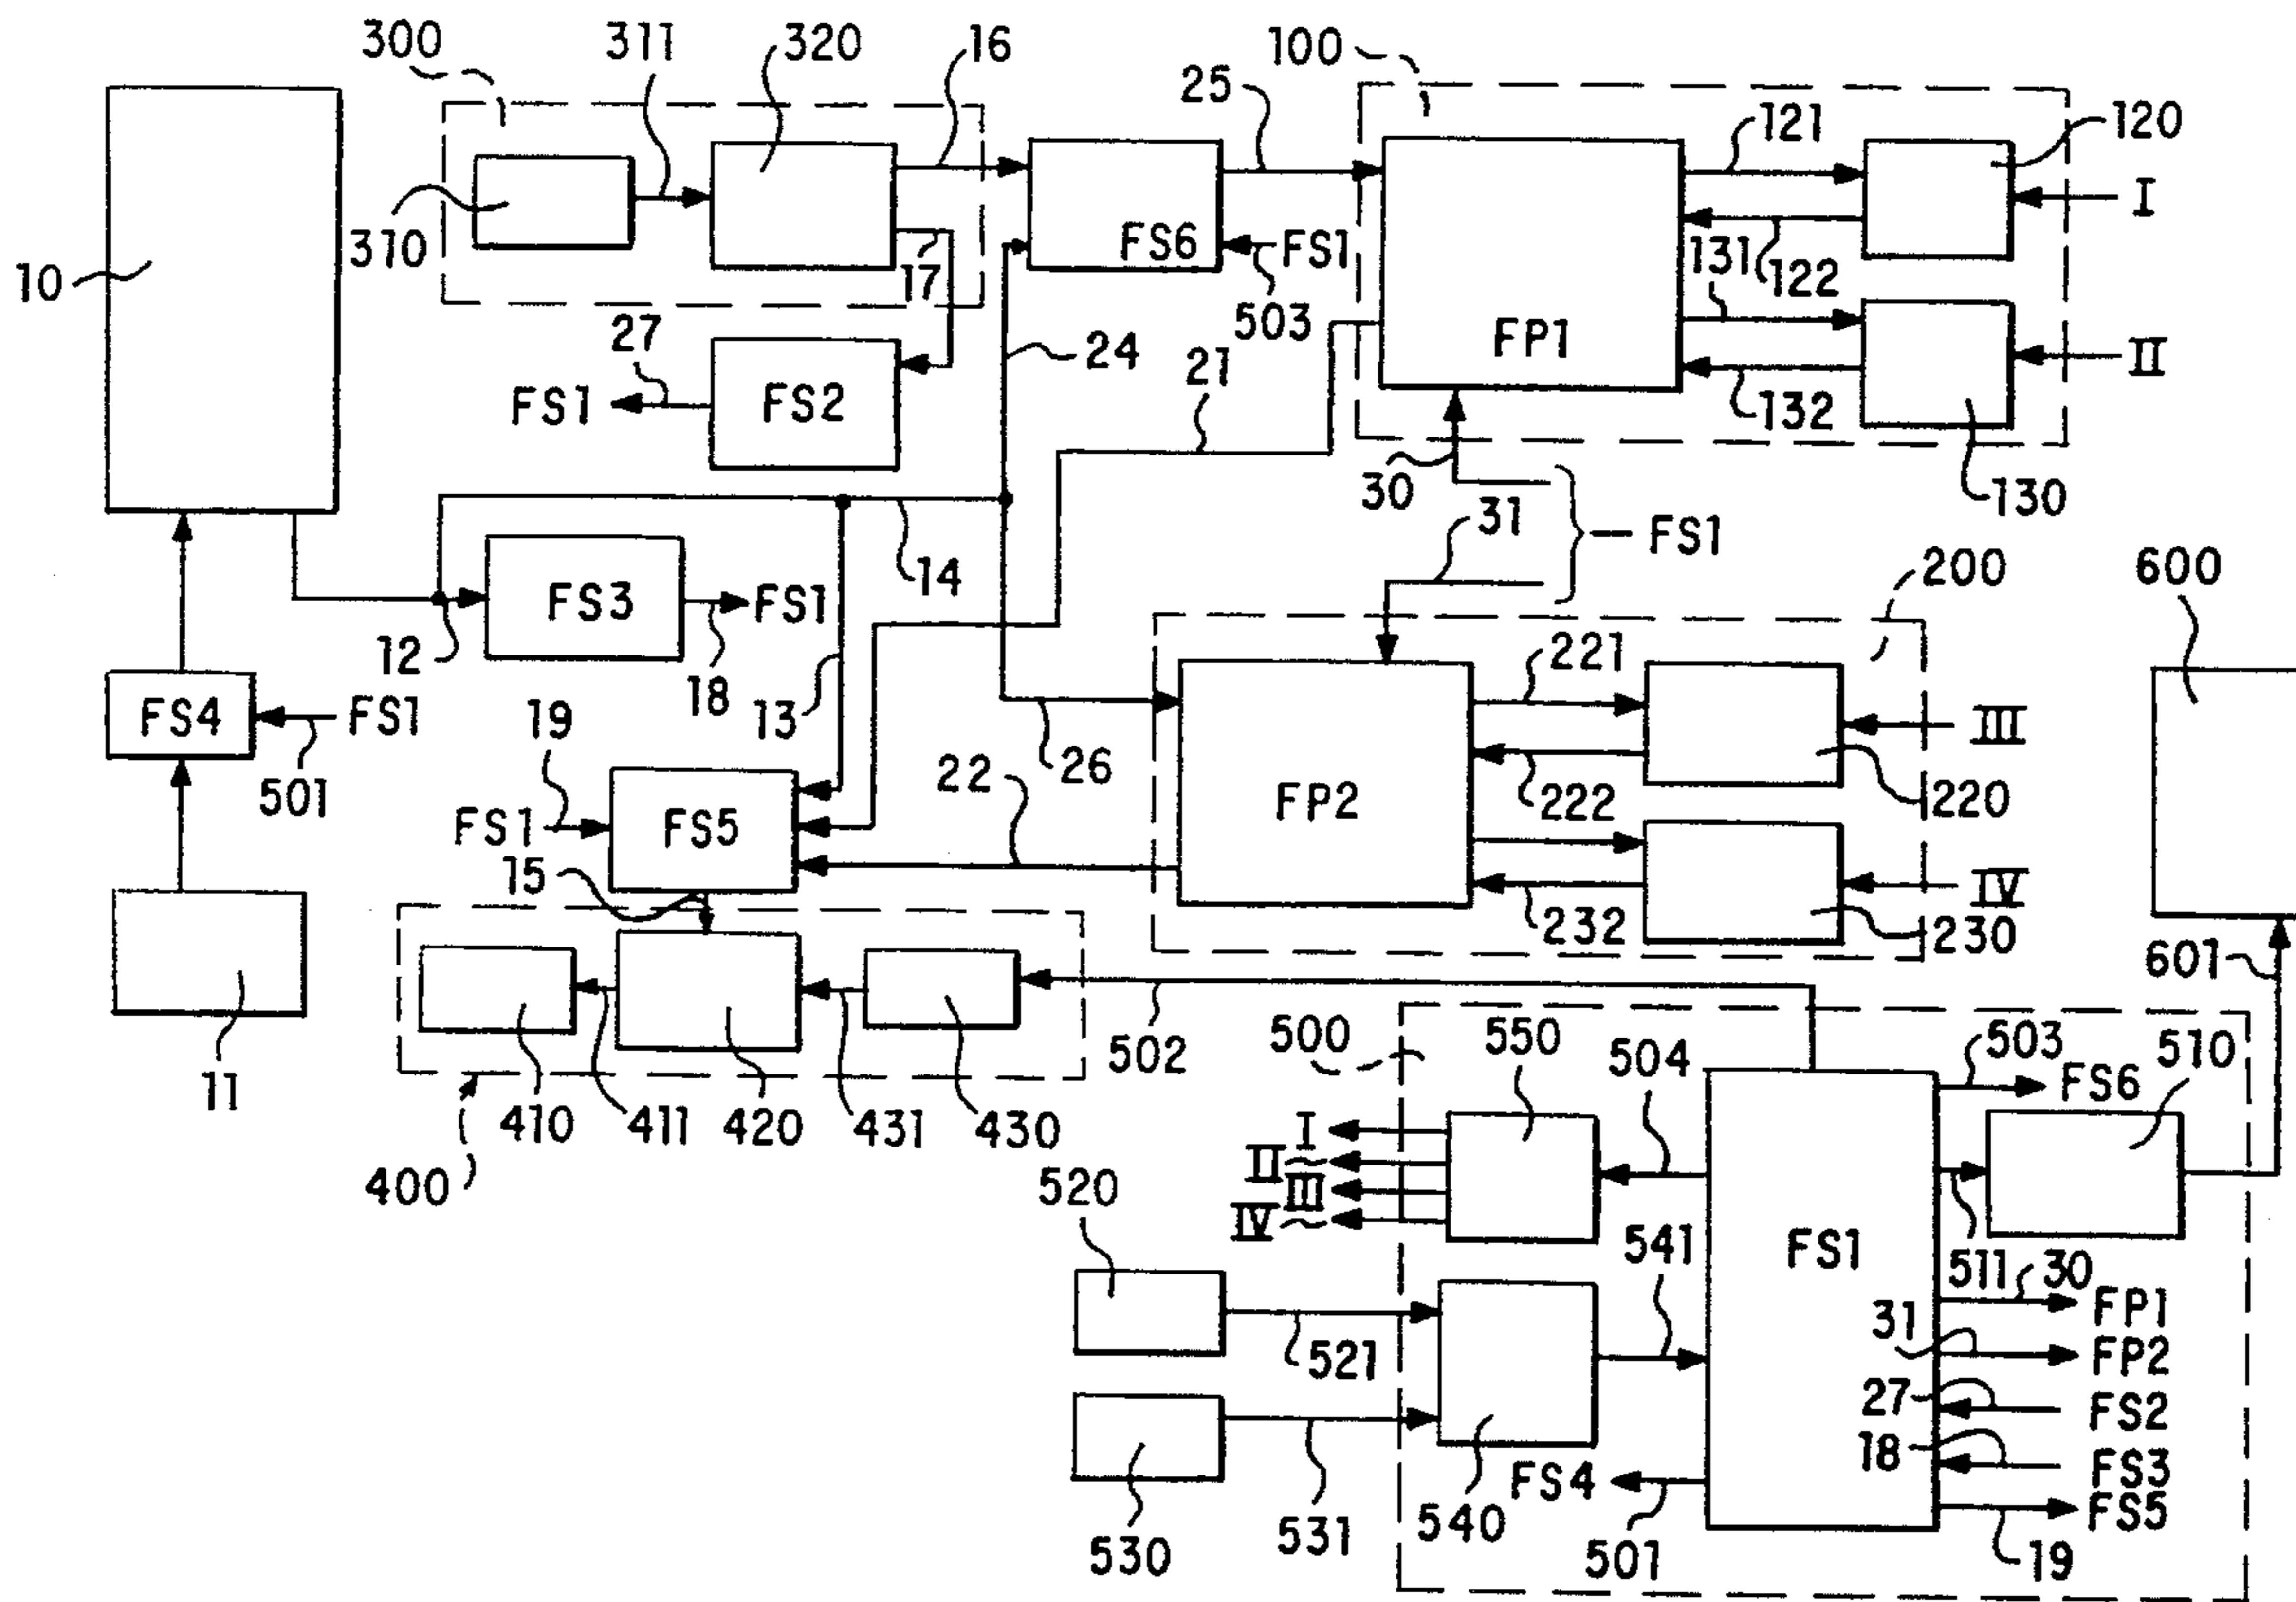 300
311
320
16
25
100
121
120
I
310
17
FS6
FS1
503
131
122
10
27
24
21
FP1
II
132
FS1
FS2
30
130
31
FS1
14
FS3
FS1
12
18
13
200
600
FS4
FS1
501
19
22
26
FP2
221
III
222
220
FS1
FS5
15
IV
232
230
601
11
410
411
420
431
430
502
400
500
550
504
503
FS6
510
I
II
III
IV
520
541
FS1
511
30
FP1
31
FP2
521
27
FS2
18
FS3
FS4
FS5
530
531
540
501
19